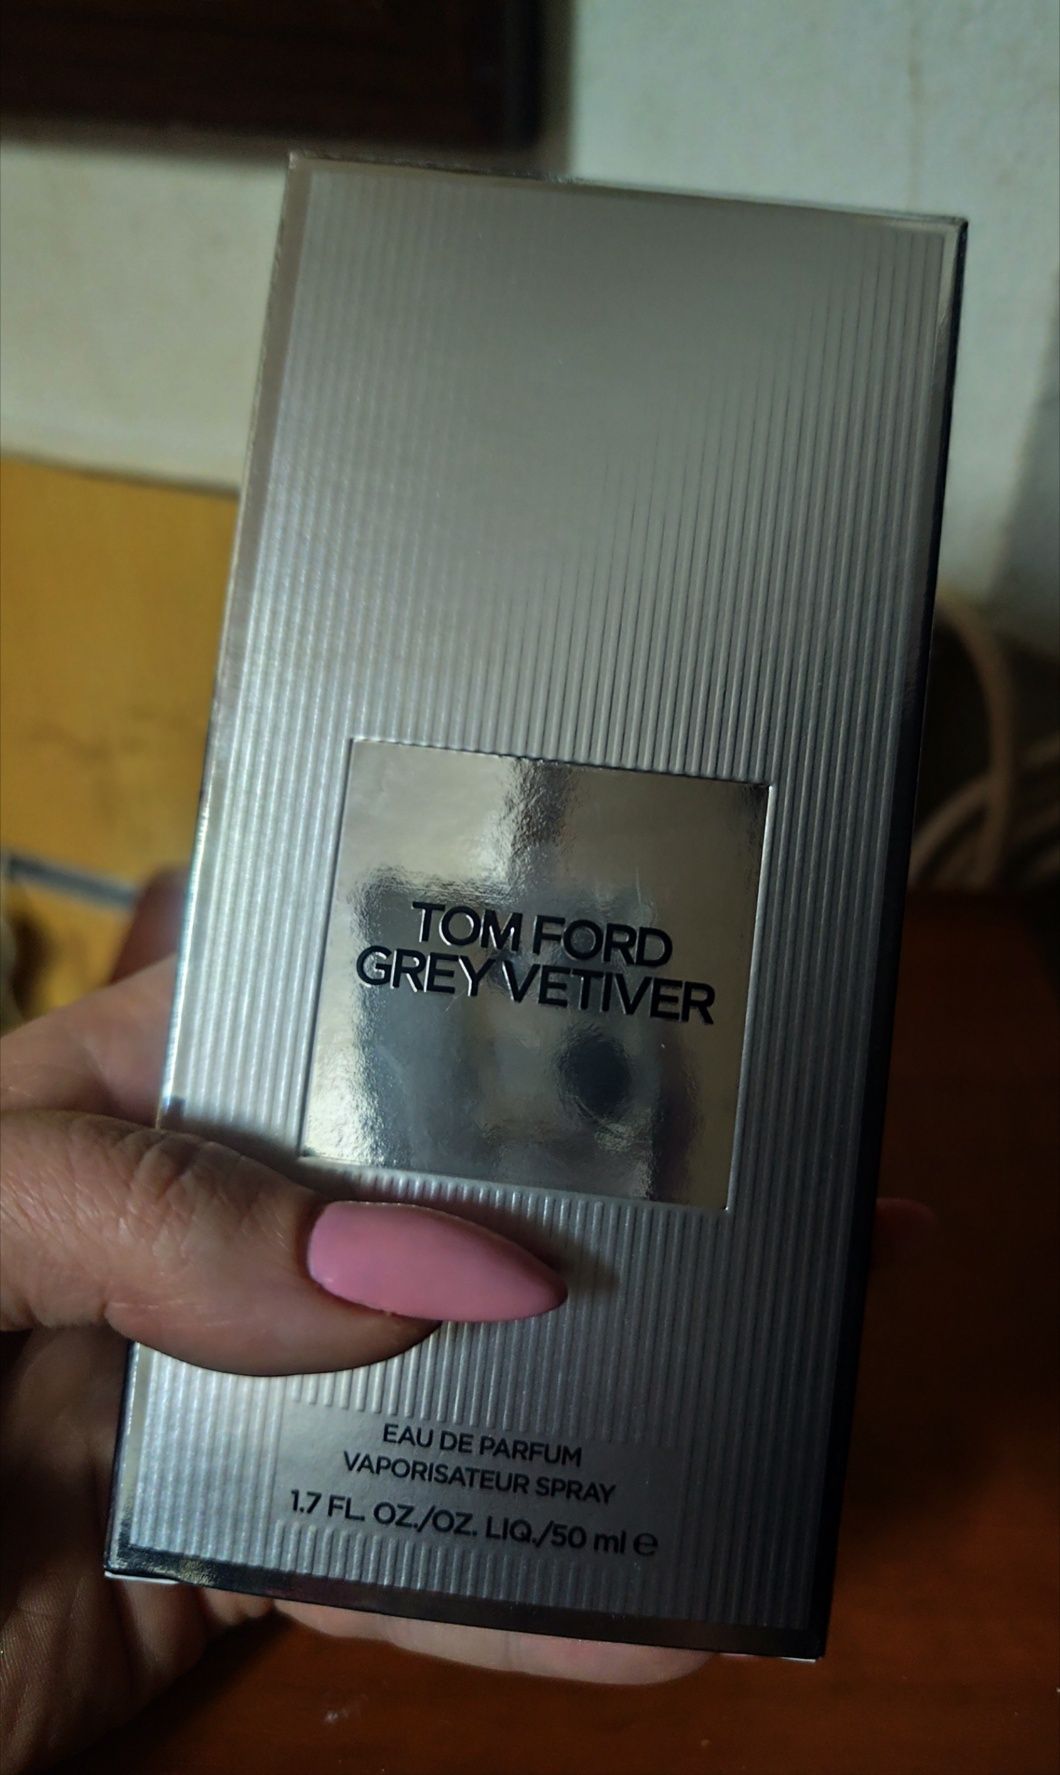 TOM FORD
GREY VETIVER
EAU DE PARFUM
VAPORISATEUR SPRAY
1.7 FL. OZ./OZ. LIQ./50 ml ℮